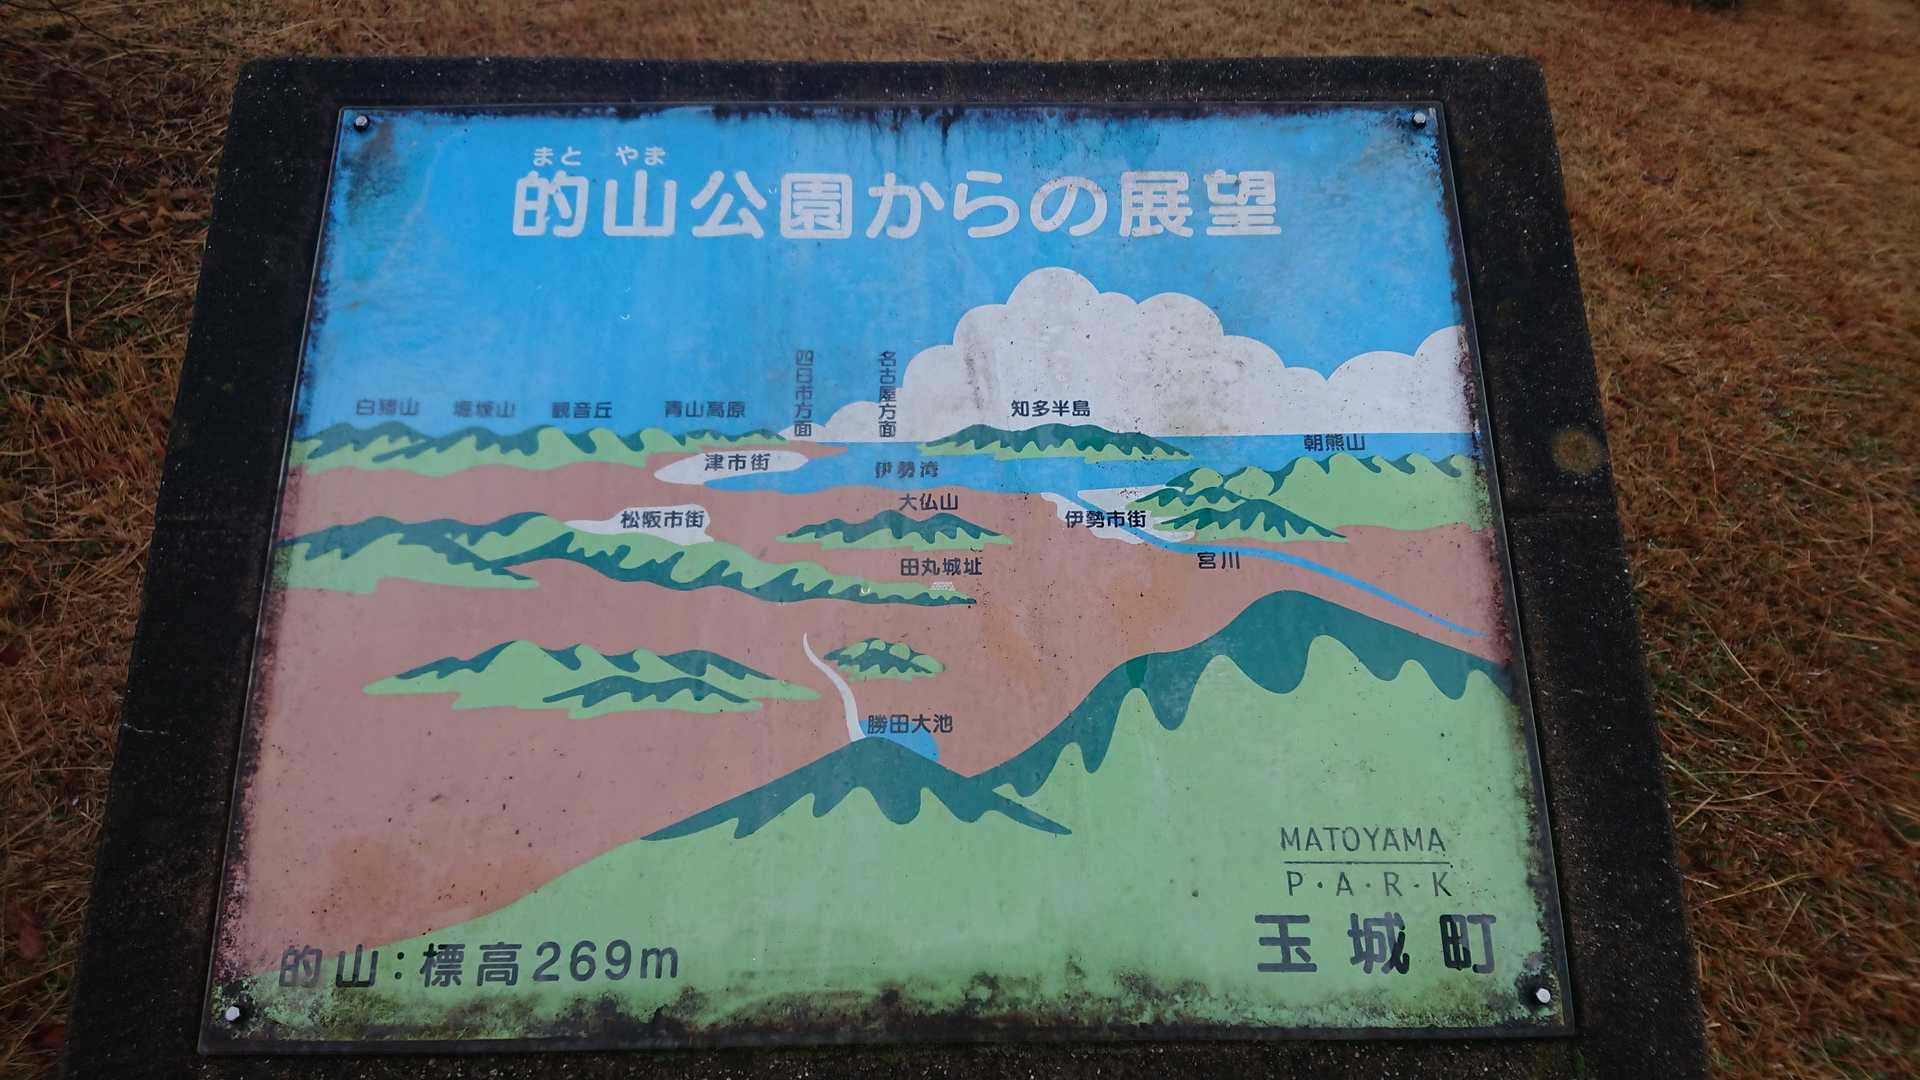 まと やま
的山公園からの展望
四日市方面
名古屋方面
白猪山
堀坂山
観音丘
青山高原
知多半島
朝熊山
津市街
伊勢湾
大仏山
松阪市街
伊勢市街
田丸城址
宮川
勝田大池
MATOYAMA
P・A・R・K
玉城町
的山：標高269m